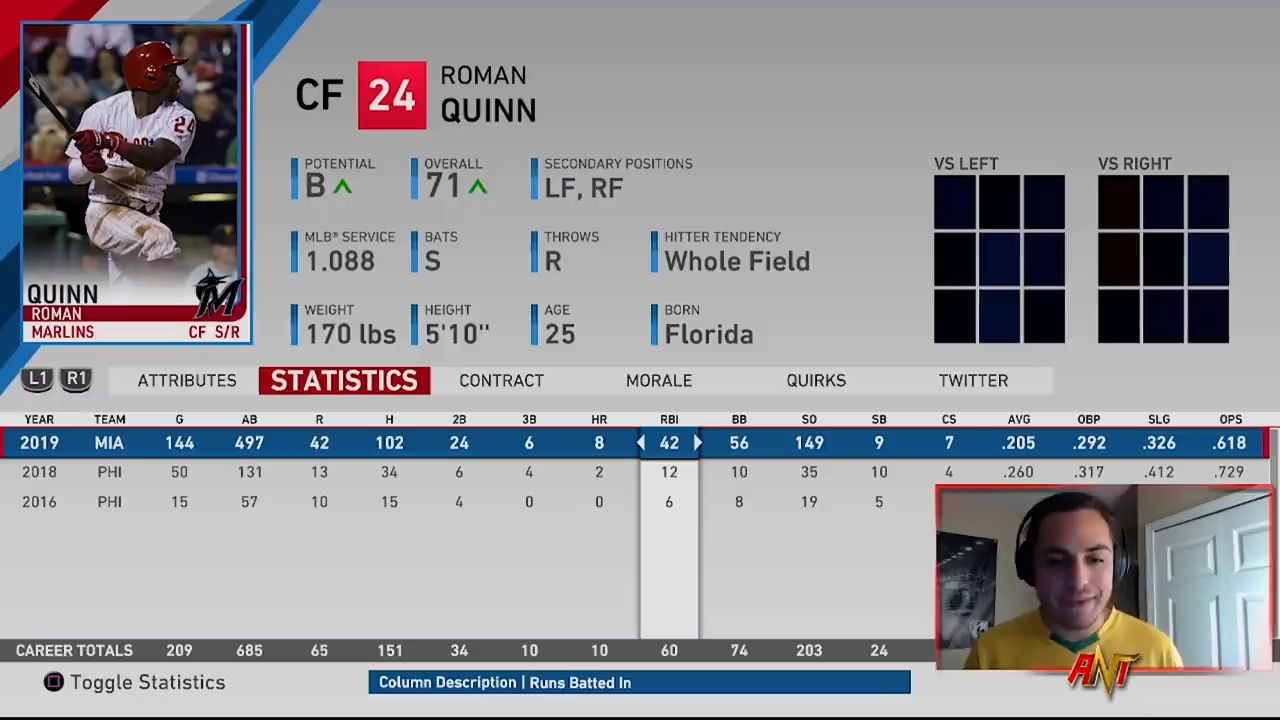 CF 24 ROMAN
QUINN
24
POTENTIAL OVERALL SECONDARY POSITIONS VS LEFT VS RIGHT
B 71 LF, RF
MLB® SERVICE BATS THROWS HITTER TENDENCY
1.088 S R Whole Field
QUINN
ROMAN
MARLINS CF S/R
WEIGHT HEIGHT AGE BORN
170 lbs 5'10" 25 Florida
L1 R1 ATTRIBUTES STATISTICS CONTRACT MORALE QUIRKS TWITTER
YEAR TEAM G AB R H 2B 3B HR RBI BB SO SB CS AVG OBP SLG OPS
2019 MIA 144 497 42 102 24 6 8 42 56 149 9 7 .205 .292 .326 .618
2018 PHI 50 131 13 34 6 4 2 12 10 35 10 4 .260 .317 .412 .729
2016 PHI 15 57 10 15 4 0 0 6 8 19 5
CAREER TOTALS 209 685 65 151 34 10 10 60 74 203 24
Toggle Statistics
Column Description | Runs Batted In
ANT